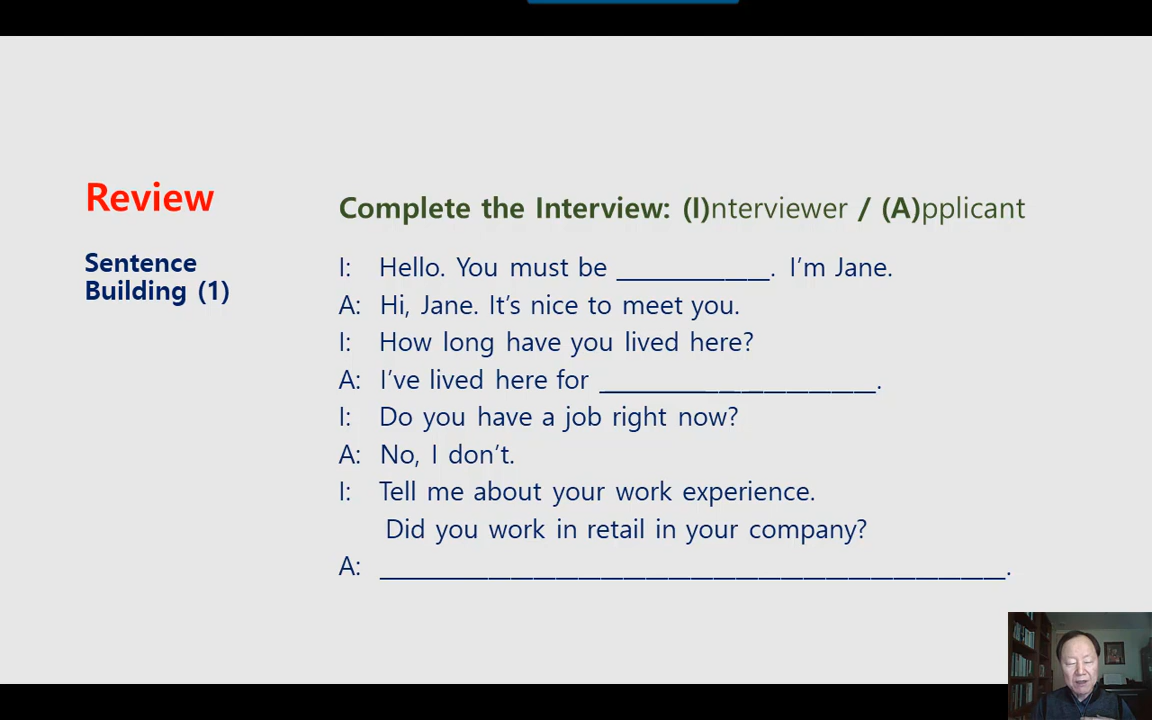 Review
Sentence
Building (1)
Complete the Interview: (I)nterviewer / (A)pplicant
I: Hello. You must be ____________. I'm Jane.
A: Hi, Jane. It's nice to meet you.
I: How long have you lived here?
A: I've lived here for ______________________.
I: Do you have a job right now?
A: No, I don't.
I: Tell me about your work experience.
Did you work in retail in your company?
A: __________________________________________________.